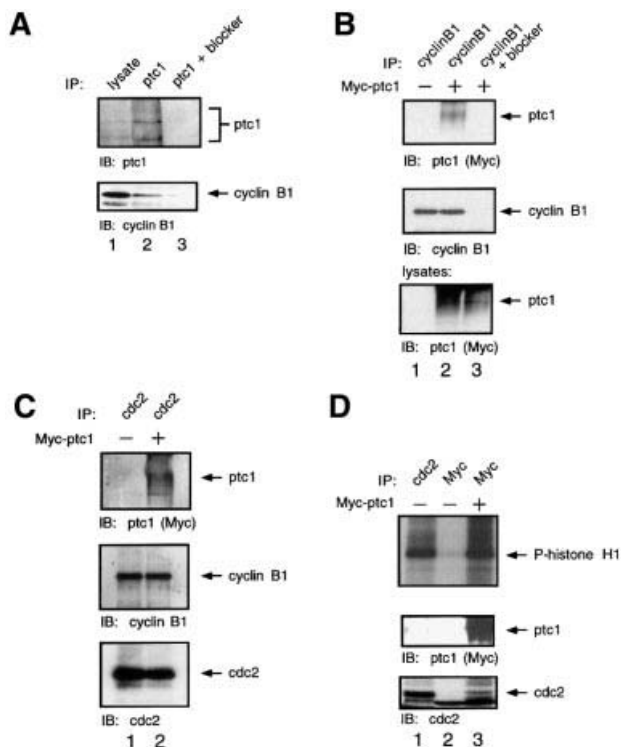 A
IP: lysate ptc1 ptc1 + blocker
ptc1
IB: ptc1
cyclin B1
IB: cyclin B1
1 2 3
B
IP: cyclinB1 cyclinB1 cyclinB1 + blocker
Myc-ptc1 − + +
ptc1
IB: ptc1 (Myc)
cyclin B1
IB: cyclin B1
lysates:
ptc1
IB: ptc1 (Myc)
1 2 3
C
IP: cdc2 cdc2
Myc-ptc1 − +
ptc1
IB: ptc1 (Myc)
cyclin B1
IB: cyclin B1
cdc2
IB: cdc2
1 2
D
IP: cdc2 Myc Myc
Myc-ptc1 − − +
P-histone H1
ptc1
IB: ptc1 (Myc)
cdc2
IB: cdc2
1 2 3